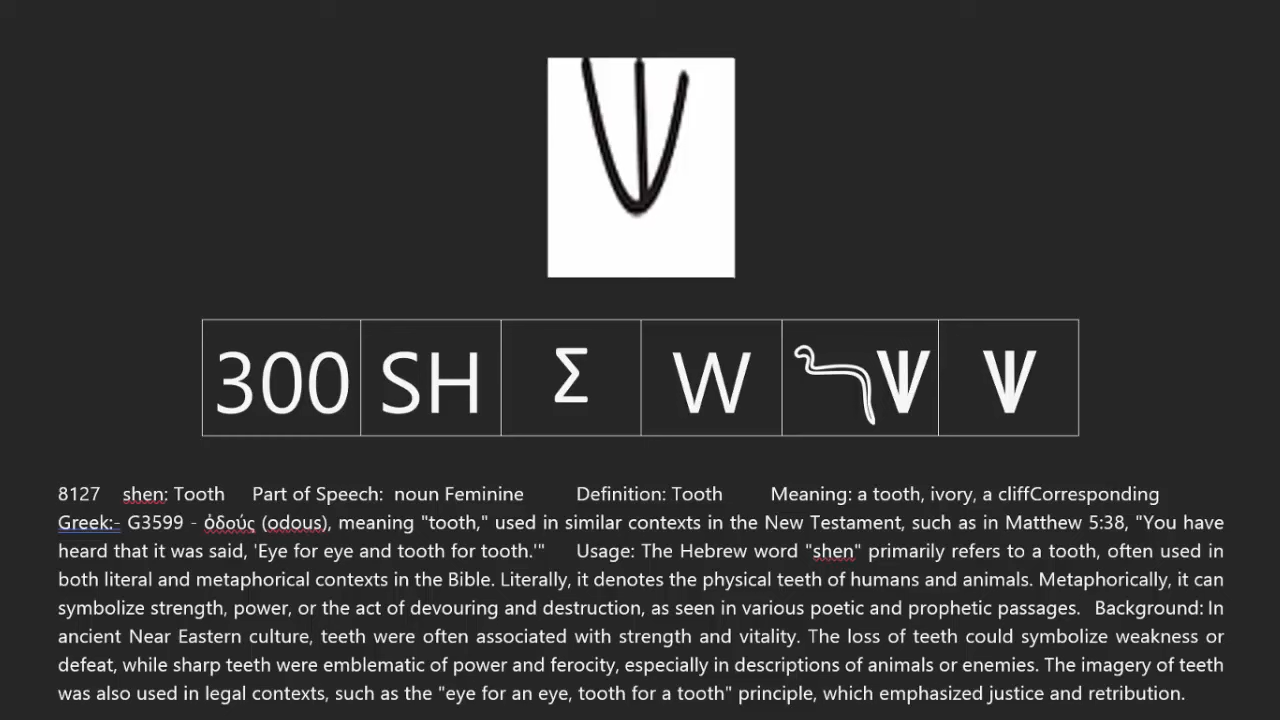 300 SH Σ W 𐤔𐤍 𐤔
8127 shen: Tooth Part of Speech: noun Feminine Definition: Tooth Meaning: a tooth, ivory, a cliffCorresponding
Greek:- G3599 - ὀδούς (odous), meaning "tooth," used in similar contexts in the New Testament, such as in Matthew 5:38, "You have
heard that it was said, 'Eye for eye and tooth for tooth.'" Usage: The Hebrew word "shen" primarily refers to a tooth, often used in
both literal and metaphorical contexts in the Bible. Literally, it denotes the physical teeth of humans and animals. Metaphorically, it can
symbolize strength, power, or the act of devouring and destruction, as seen in various poetic and prophetic passages. Background: In
ancient Near Eastern culture, teeth were often associated with strength and vitality. The loss of teeth could symbolize weakness or
defeat, while sharp teeth were emblematic of power and ferocity, especially in descriptions of animals or enemies. The imagery of teeth
was also used in legal contexts, such as the "eye for an eye, tooth for a tooth" principle, which emphasized justice and retribution.